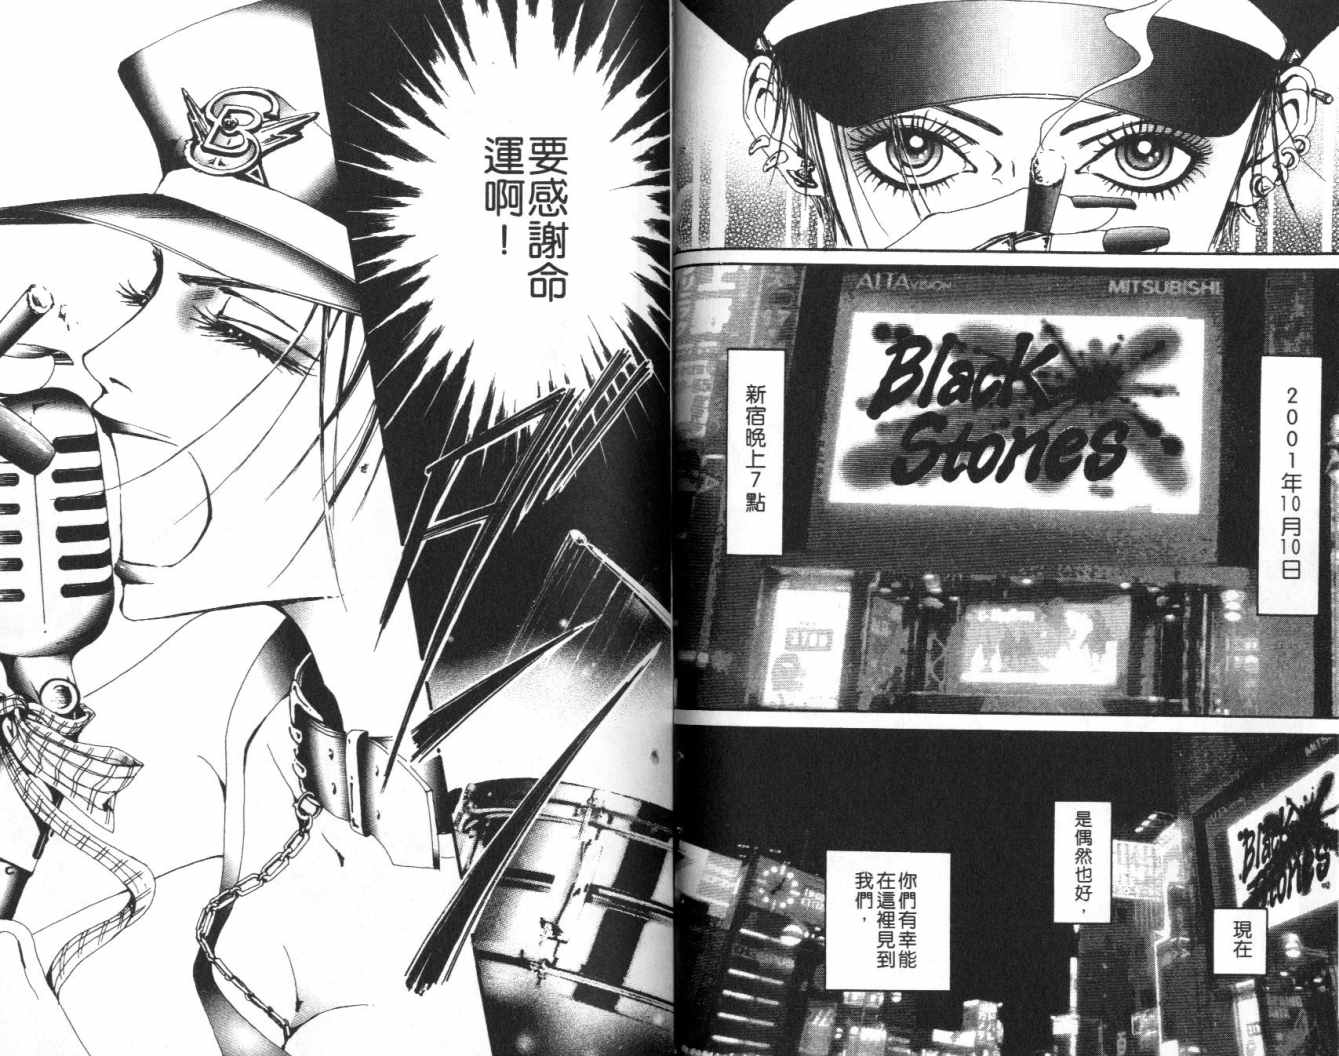 ALTA VISION
MITSUBISHI
Black
Stones
2001年10月10日
新宿晚上7點
Black
Stones
現在
是偶然也好，
你們有幸能
在這裡見到
我們，
要感謝命
運啊！
B